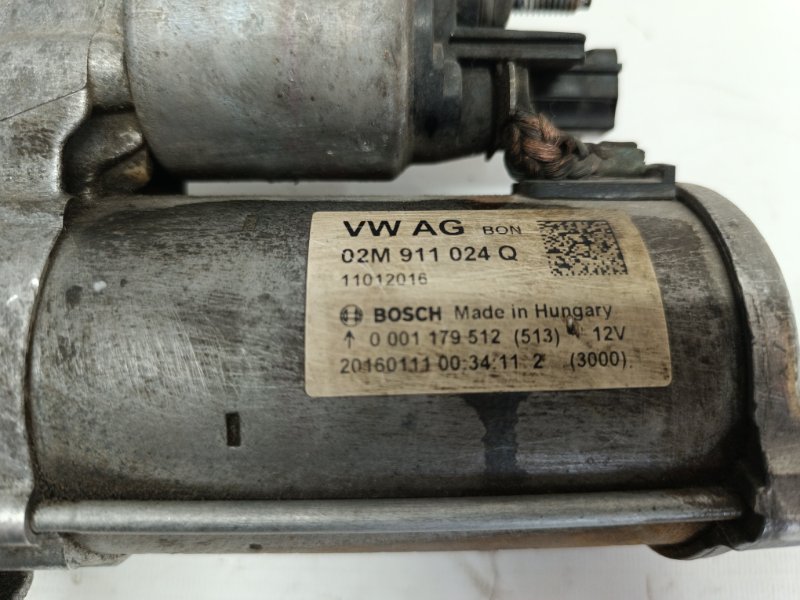 VW AG BON
02M 911 024 Q
11012016
BOSCH Made in Hungary
↑ 0 001 179 512 (513) 12V
20160111 00:34:11 2 (3000)